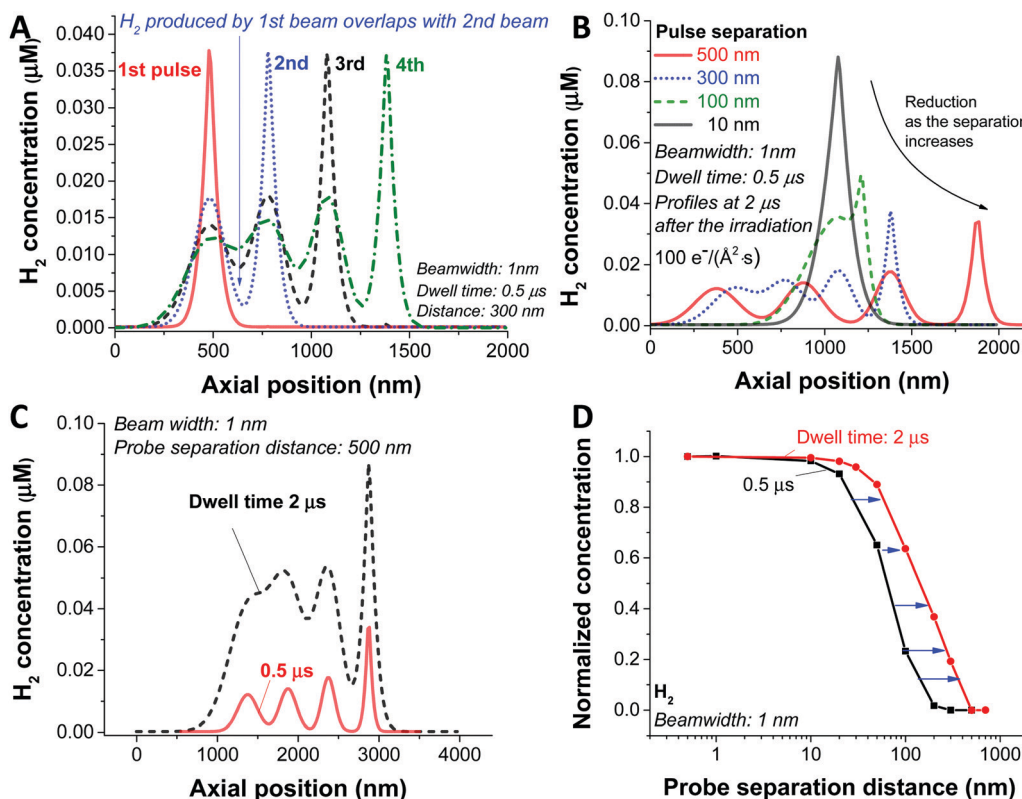 A
H₂ produced by 1st beam overlaps with 2nd beam
1st pulse
2nd
3rd
4th
Beamwidth: 1nm
Dwell time: 0.5 μs
Distance: 300 nm
H₂ concentration (μM)
0.040
0.035
0.030
0.025
0.020
0.015
0.010
0.005
0.000
0
500
1000
1500
2000
Axial position (nm)
B
Pulse separation
500 nm
300 nm
100 nm
10 nm
Beamwidth: 1nm
Dwell time: 0.5 μs
Profiles at 2 μs
after the irradiation
100 e⁻/(Å²·s)
Reduction
as the separation
increases
H₂ concentration (μM)
0.10
0.08
0.06
0.04
0.02
0.00
0
500
1000
1500
2000
Axial position (nm)
C
Beam width: 1 nm
Probe separation distance: 500 nm
Dwell time 2 μs
0.5 μs
H₂ concentration (μM)
0.10
0.08
0.06
0.04
0.02
0.00
0
1000
2000
3000
4000
Axial position (nm)
D
Dwell time: 2 μs
0.5 μs
H₂
Beamwidth: 1 nm
Normalized concentration
1.0
0.8
0.6
0.4
0.2
0.0
1
10
100
1000
Probe separation distance (nm)